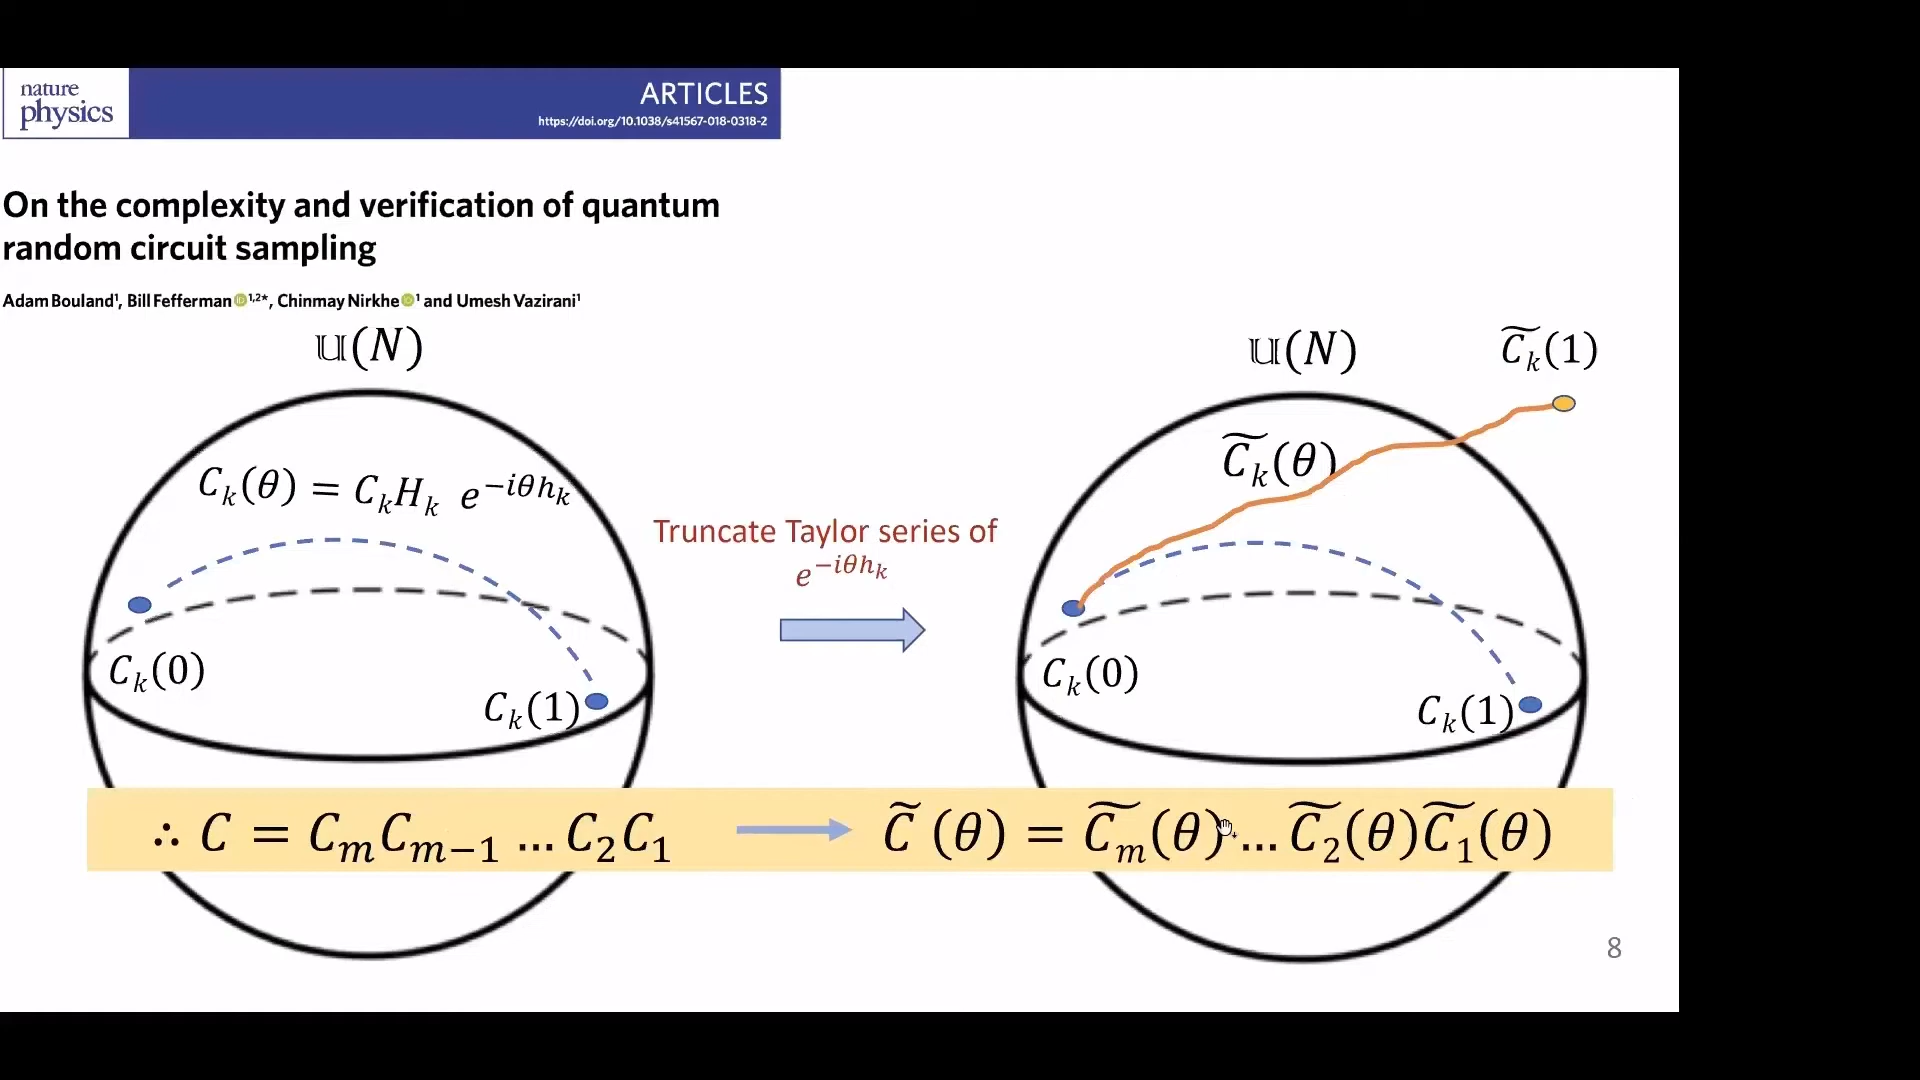 nature
physics
ARTICLES
https://doi.org/10.1038/s41567-018-0318-2
On the complexity and verification of quantum
random circuit sampling
Adam Bouland¹, Bill Fefferman iD ¹,²*, Chinmay Nirkhe iD ¹ and Umesh Vazirani¹
𝕌(N)
C_k(θ) = C_k H_k e^{−iθh_k}
C_k(0)
C_k(1)
Truncate Taylor series of
e^{−iθh_k}
𝕌(N)
C̃_k(1)
C̃_k(θ)
C_k(0)
C_k(1)
∴ C = C_m C_{m−1} … C_2 C_1
C̃ (θ) = C̃_m(θ) … C̃_2(θ) C̃_1(θ)
8